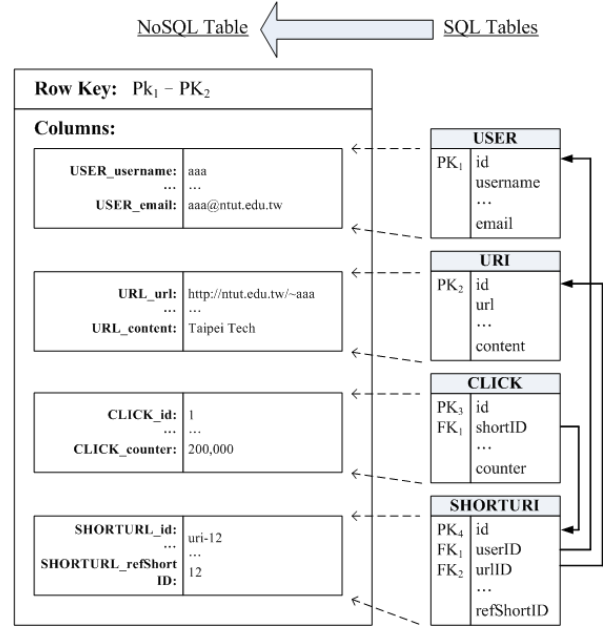 NoSQL Table
SQL Tables
Row Key: Pk₁ – PK₂
Columns:
USER_username: aaa
... ...
USER_email: aaa@ntut.edu.tw
URL_url: http://ntut.edu.tw/~aaa
... ...
URL_content: Taipei Tech
CLICK_id: 1
... ...
CLICK_counter: 200,000
SHORTURL_id: uri-12
... ...
SHORTURL_refShort
ID: 12
USER
PK₁ id
username
...
email
URI
PK₂ id
url
...
content
CLICK
PK₃ id
FK₁ shortID
...
counter
SHORTURI
PK₄ id
FK₁ userID
FK₂ urlID
...
refShortID